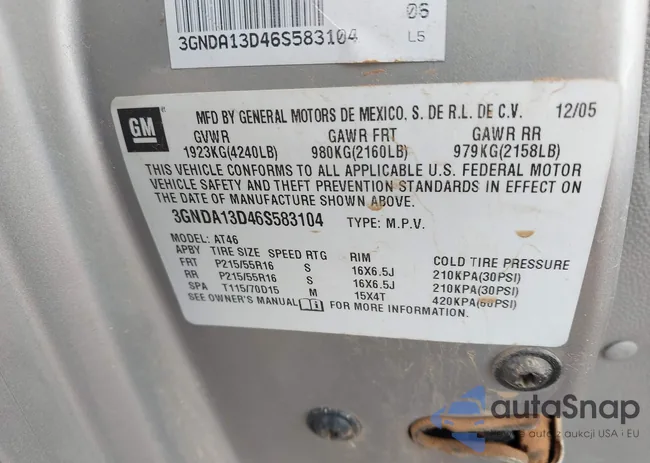 06
3GNDA13D46S583104 L5
GM
MFD BY GENERAL MOTORS DE MEXICO, S. DE R.L. DE C.V. 12/05
GVWR GAWR FRT GAWR RR
1923KG(4240LB) 980KG(2160LB) 979KG(2158LB)
THIS VEHICLE CONFORMS TO ALL APPLICABLE U.S. FEDERAL MOTOR
VEHICLE SAFETY AND THEFT PREVENTION STANDARDS IN EFFECT ON
THE DATE OF MANUFACTURE SHOWN ABOVE.
3GNDA13D46S583104 TYPE: M.P.V.
MODEL: AT46
APBY TIRE SIZE SPEED RTG RIM COLD TIRE PRESSURE
FRT P215/55R16 S 16X6.5J 210KPA(30PSI)
RR P215/55R16 S 16X6.5J 210KPA(30PSI)
SPA T115/70D15 M 15X4T 420KPA(60PSI)
SEE OWNER'S MANUAL i FOR MORE INFORMATION.
autoSnap
auto z aukcji USA i EU